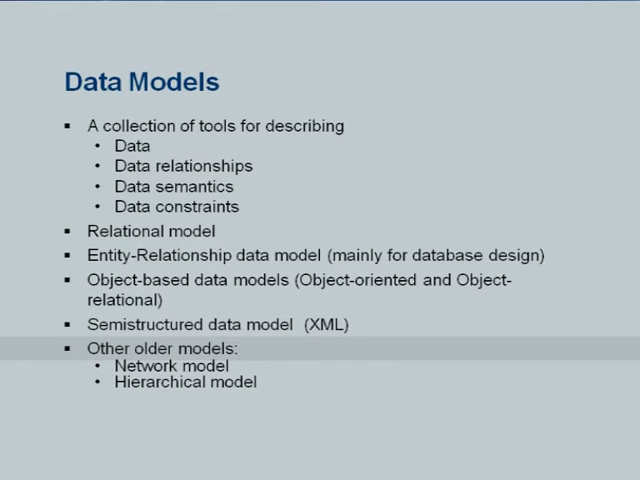 Data Models
▪ A collection of tools for describing
• Data
• Data relationships
• Data semantics
• Data constraints
▪ Relational model
▪ Entity-Relationship data model (mainly for database design)
▪ Object-based data models (Object-oriented and Object-
relational)
▪ Semistructured data model (XML)
▪ Other older models:
• Network model
• Hierarchical model